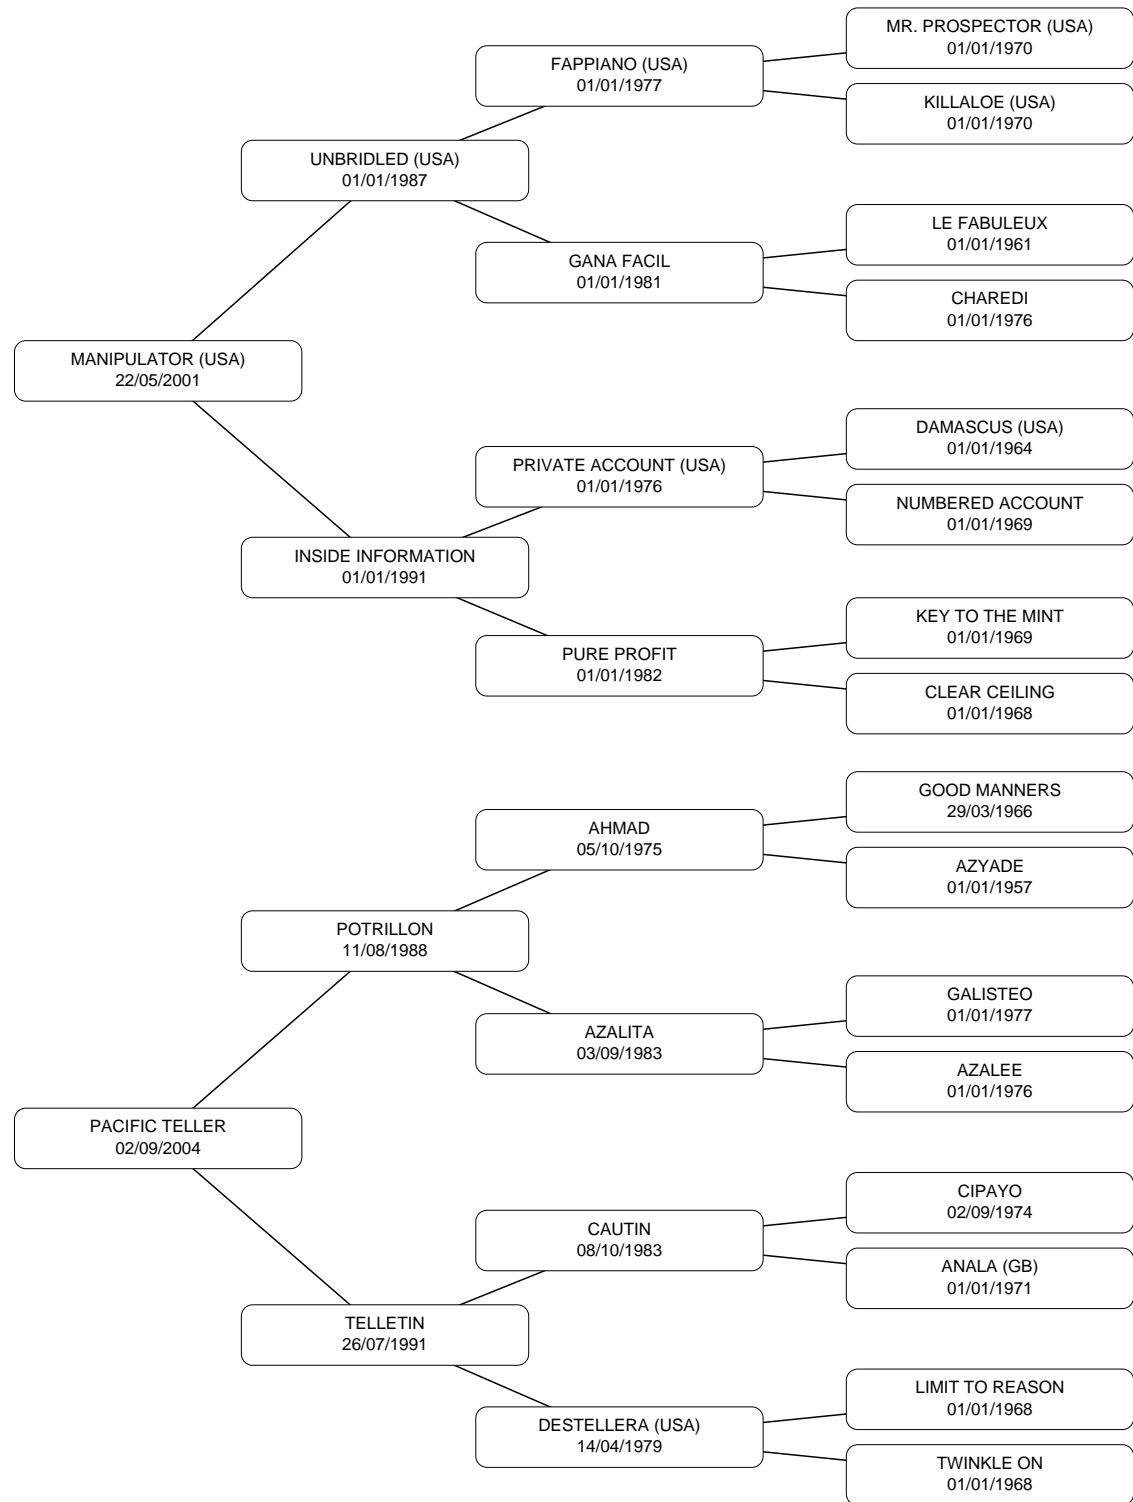 MR. PROSPECTOR (USA)
01/01/1970
FAPPIANO (USA)
01/01/1977
KILLALOE (USA)
01/01/1970
UNBRIDLED (USA)
01/01/1987
LE FABULEUX
01/01/1961
GANA FACIL
01/01/1981
CHAREDI
01/01/1976
MANIPULATOR (USA)
22/05/2001
DAMASCUS (USA)
01/01/1964
PRIVATE ACCOUNT (USA)
01/01/1976
NUMBERED ACCOUNT
01/01/1969
INSIDE INFORMATION
01/01/1991
KEY TO THE MINT
01/01/1969
PURE PROFIT
01/01/1982
CLEAR CEILING
01/01/1968
GOOD MANNERS
29/03/1966
AHMAD
05/10/1975
AZYADE
01/01/1957
POTRILLON
11/08/1988
GALISTEO
01/01/1977
AZALITA
03/09/1983
AZALEE
01/01/1976
PACIFIC TELLER
02/09/2004
CIPAYO
02/09/1974
CAUTIN
08/10/1983
ANALA (GB)
01/01/1971
TELLETIN
26/07/1991
LIMIT TO REASON
01/01/1968
DESTELLERA (USA)
14/04/1979
TWINKLE ON
01/01/1968